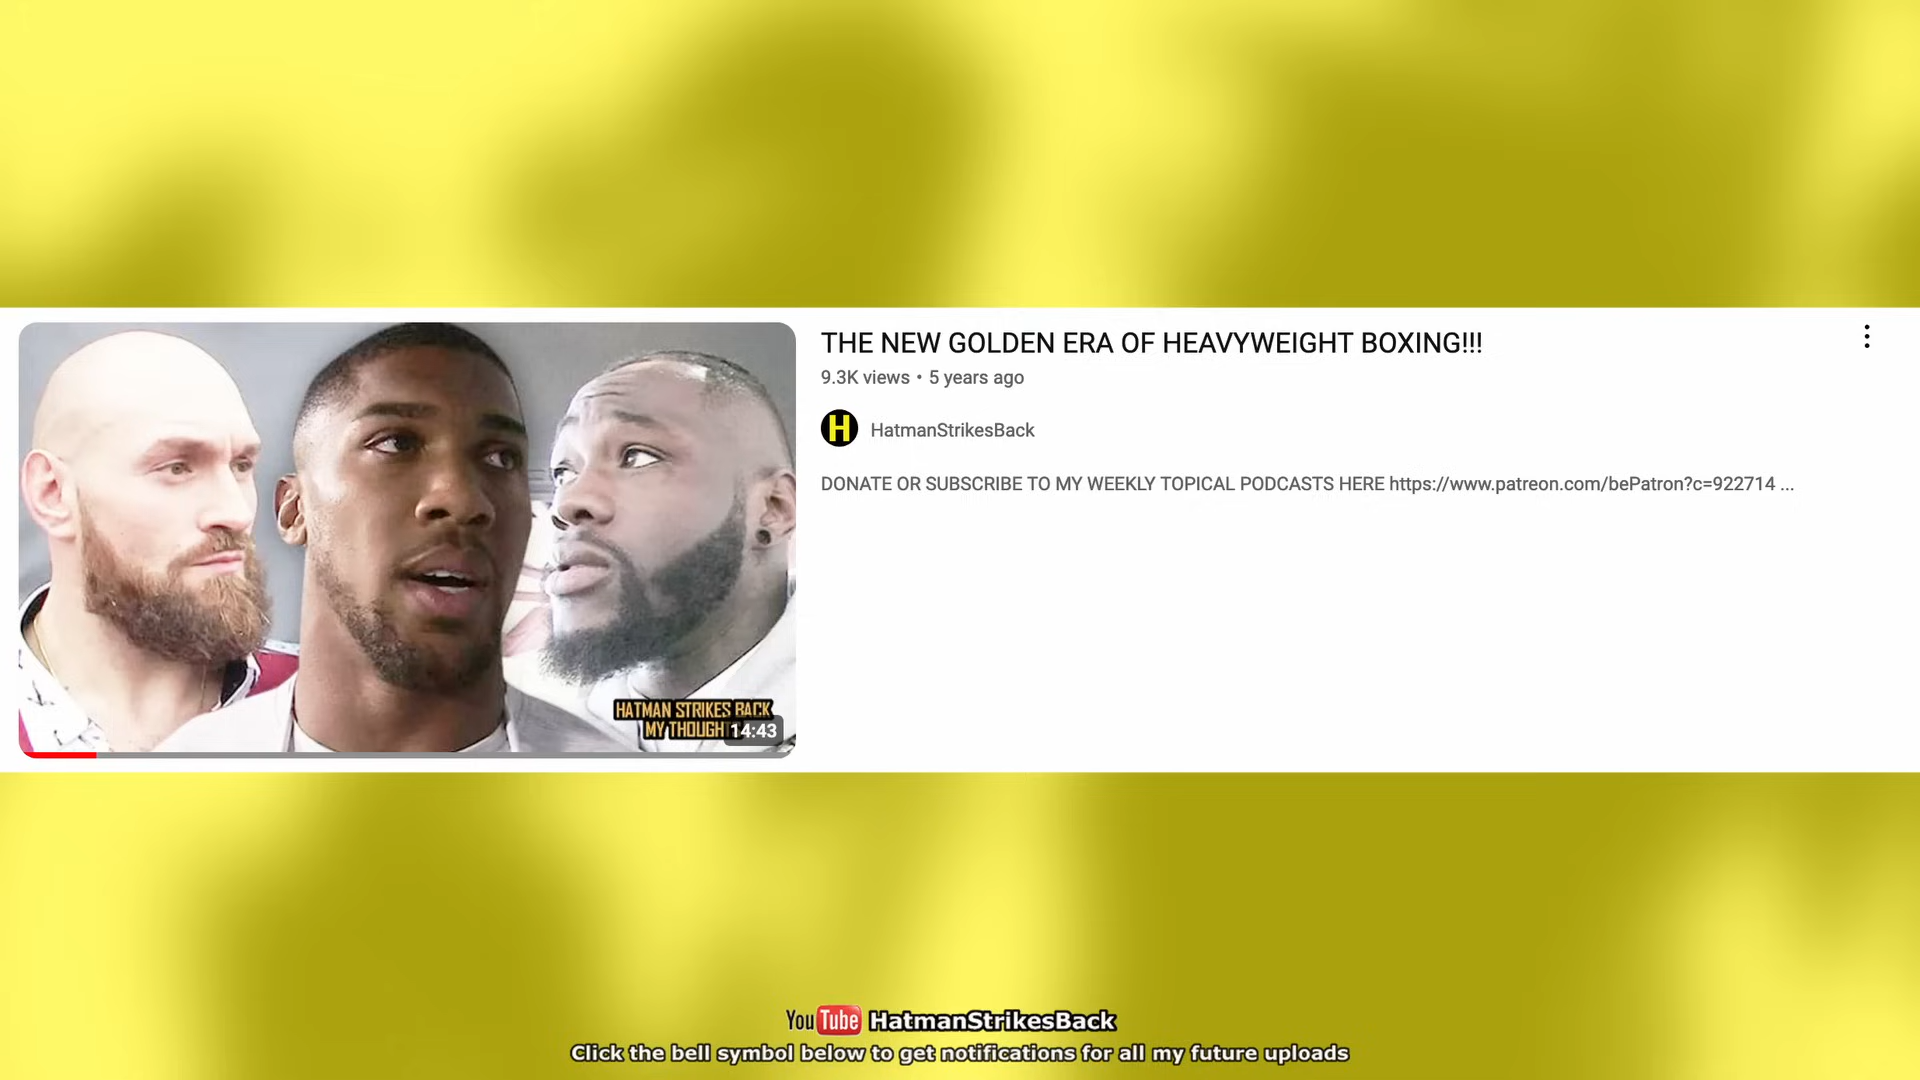 THE NEW GOLDEN ERA OF HEAVYWEIGHT BOXING!!!
9.3K views • 5 years ago
H
HatmanStrikesBack
DONATE OR SUBSCRIBE TO MY WEEKLY TOPICAL PODCASTS HERE https://www.patreon.com/bePatron?c=922714 ...
HATMAN STRIKES BACK
MY THOUGH
14:43
YouTube HatmanStrikesBack
Click the bell symbol below to get notifications for all my future uploads